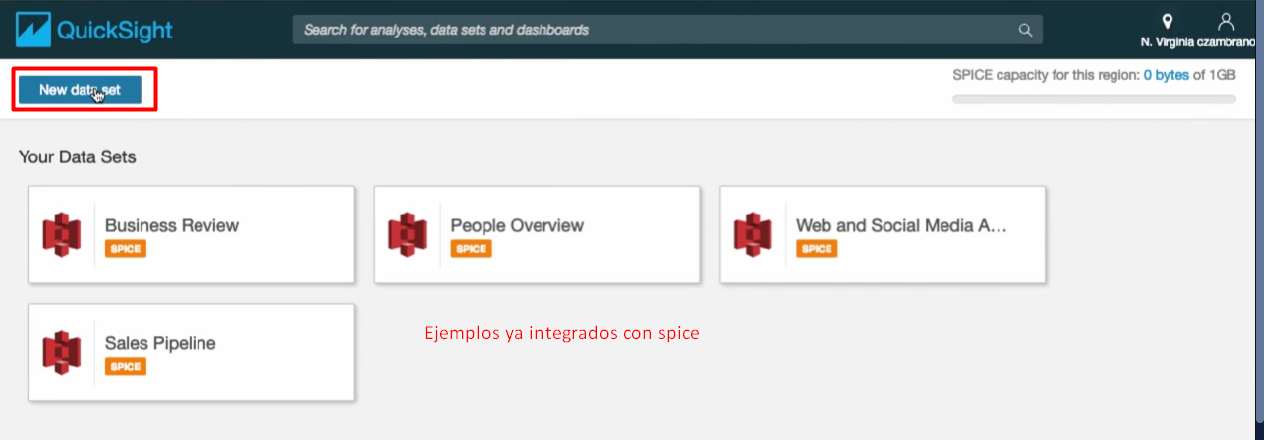 QuickSight
Search for analyses, data sets and dashboards
N. Virginia czambrano
New data set
SPICE capacity for this region: 0 bytes of 1GB
Your Data Sets
Business Review
SPICE
People Overview
SPICE
Web and Social Media A...
SPICE
Sales Pipeline
SPICE
Ejemplos ya integrados con spice